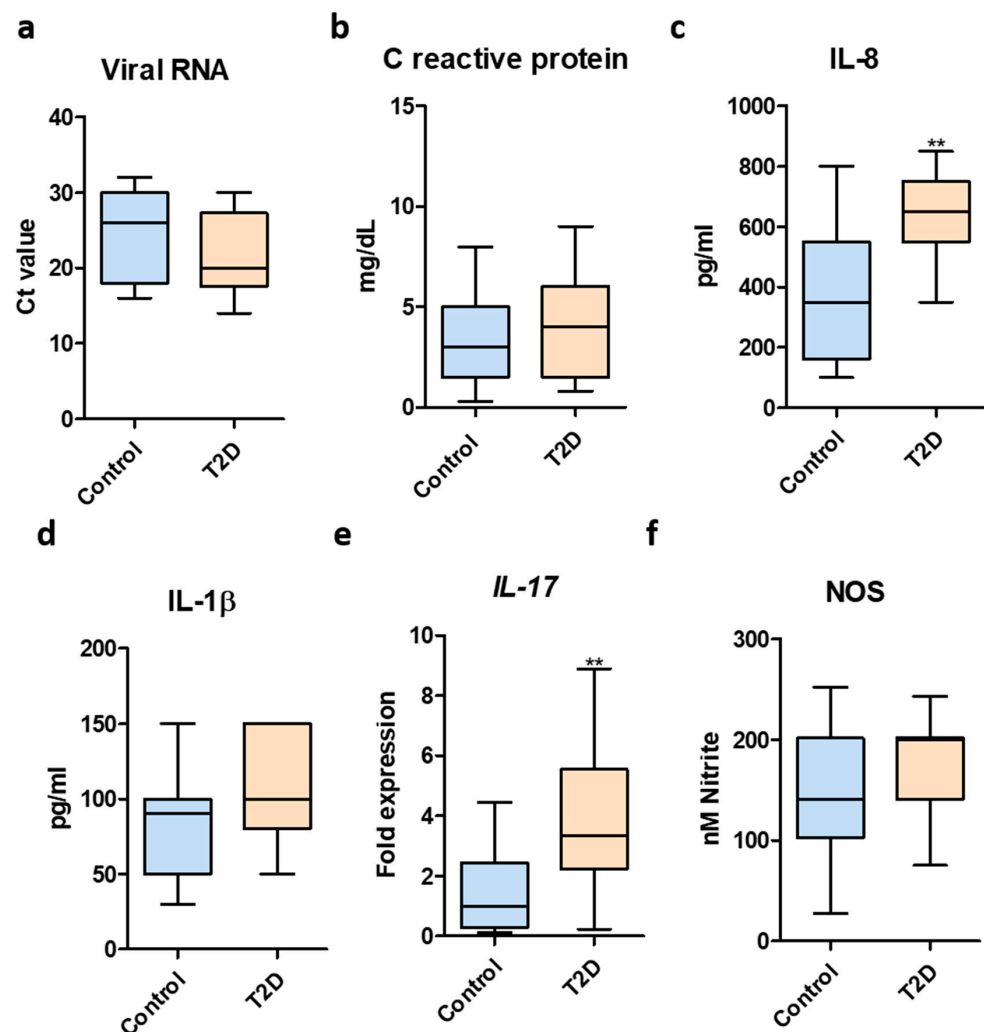 a
Viral RNA
Ct value
40
30
20
10
0
Control
T2D
b
C reactive protein
mg/dL
15
10
5
0
Control
T2D
c
IL-8
pg/ml
1000
800
600
400
200
0
**
Control
T2D
d
IL-1β
pg/ml
200
150
100
50
0
Control
T2D
e
IL-17
Fold expression
10
8
6
4
2
0
**
Control
T2D
f
NOS
nM Nitrite
300
200
100
0
Control
T2D